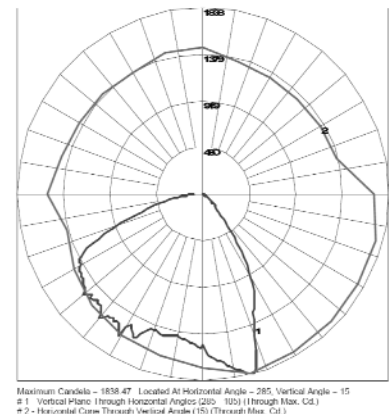 1838
1379
2
1
Maximum Candela = 1838.47 Located At Horizontal Angle = 285, Vertical Angle = 15
# 1 - Vertical Plane Through Horizontal Angles (285 - 105) (Through Max. Cd.)
# 2 - Horizontal Cone Through Vertical Angle (15) (Through Max. Cd.)